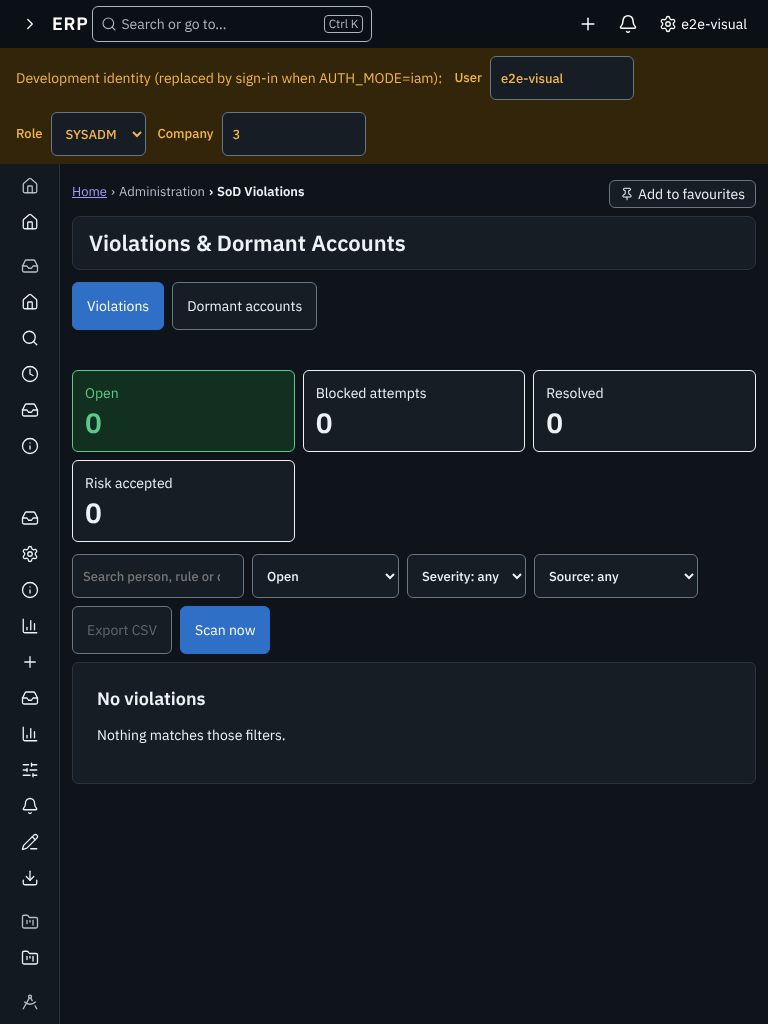 ERP
Search or go to... Ctrl K
e2e-visual
Development identity (replaced by sign-in when AUTH_MODE=iam): User e2e-visual
Role SYSADM Company 3
Home › Administration › SoD Violations
Add to favourites
Violations & Dormant Accounts
Violations Dormant accounts
Open Blocked attempts Resolved
0 0 0
Risk accepted
0
Search person, rule or Open Severity: any Source: any
Export CSV Scan now
No violations
Nothing matches those filters.